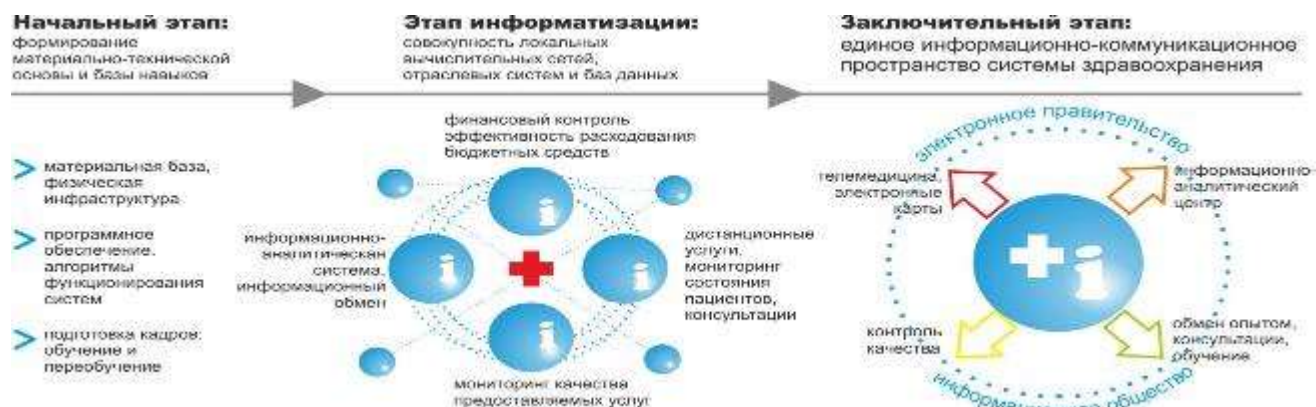 Начальный этап:
формирование
материально-технической
основы и базы навыков
Этап информатизации:
совокупность локальных
вычислительных сетей,
отраслевых систем и баз данных
Заключительный этап:
единое информационно-коммуникационное
пространство системы здравоохранения
материальная база,
физическая
инфраструктура
программное
обеспечение.
алгоритмы
функционирования
систем
подготовка кадров:
обучение и
переобучение
финансовый контроль
эффективность расходования
бюджетных средств
информационно-
аналитическая
система,
информационный
обмен
i
i
i
i
дистанционные
услуги,
мониторинг
состояния
пациентов,
консультации
мониторинг качества
предоставляемых услуг
электронное правительство
телемедицина,
электронные
карты
информационно-
аналитический
центр
i
контроль
качества
обмен опытом,
консультации,
обучение
общество